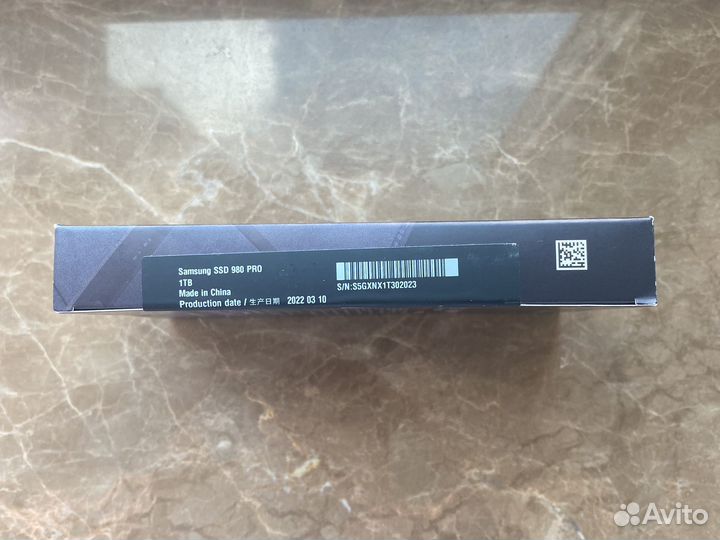 Samsung SSD 980 PRO
1TB
Made in China
Production date / 生产日期 2022 03 10
S/N:S5GXNX1T302023
Avito